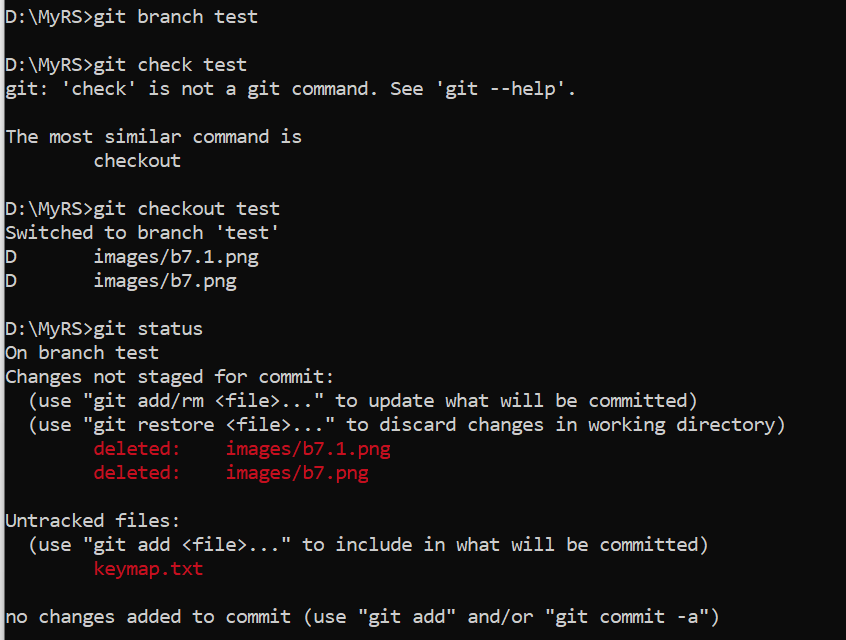 D:\MyRS>git branch test
D:\MyRS>git check test
git: 'check' is not a git command. See 'git --help'.
The most similar command is
checkout
D:\MyRS>git checkout test
Switched to branch 'test'
D       images/b7.1.png
D       images/b7.png
D:\MyRS>git status
On branch test
Changes not staged for commit:
(use "git add/rm <file>..." to update what will be committed)
(use "git restore <file>..." to discard changes in working directory)
deleted:    images/b7.1.png
deleted:    images/b7.png
Untracked files:
(use "git add <file>..." to include in what will be committed)
keymap.txt
no changes added to commit (use "git add" and/or "git commit -a")